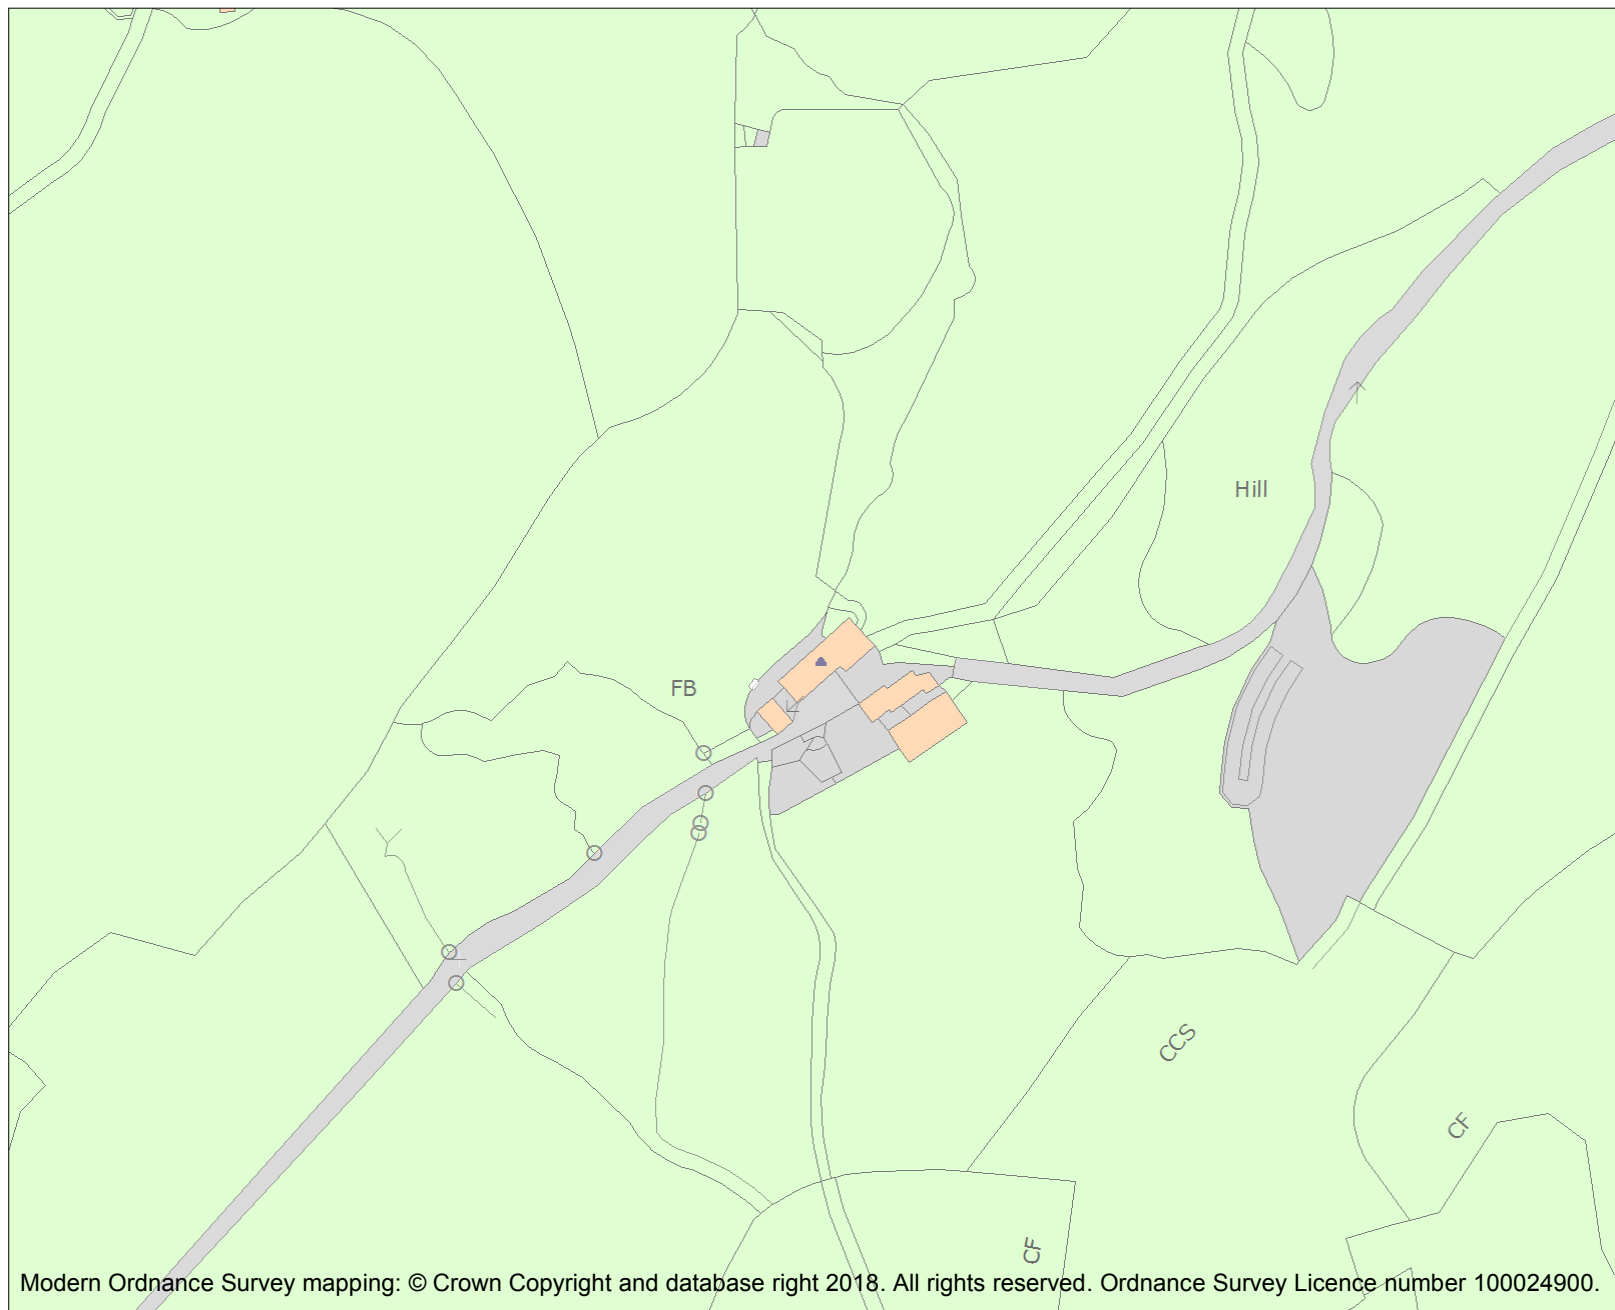 Hill
FB
CCS
CF
CF
Modern Ordnance Survey mapping: © Crown Copyright and database right 2018. All rights reserved. Ordnance Survey Licence number 100024900.